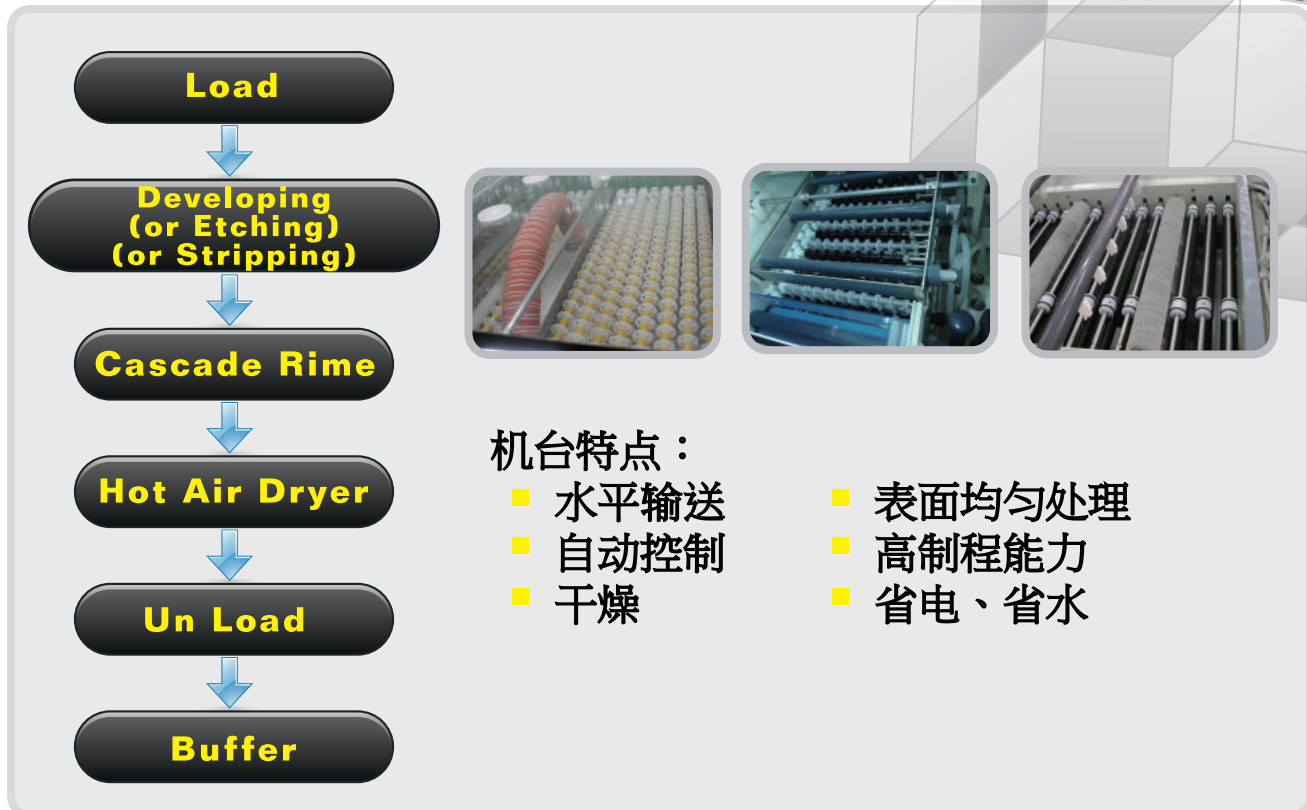 Load
Developing
(or Etching)
(or Stripping)
Cascade Rime
Hot Air Dryer
Un Load
Buffer
机台特点：
水平输送
自动控制
干燥
表面均匀处理
高制程能力
省电、省水